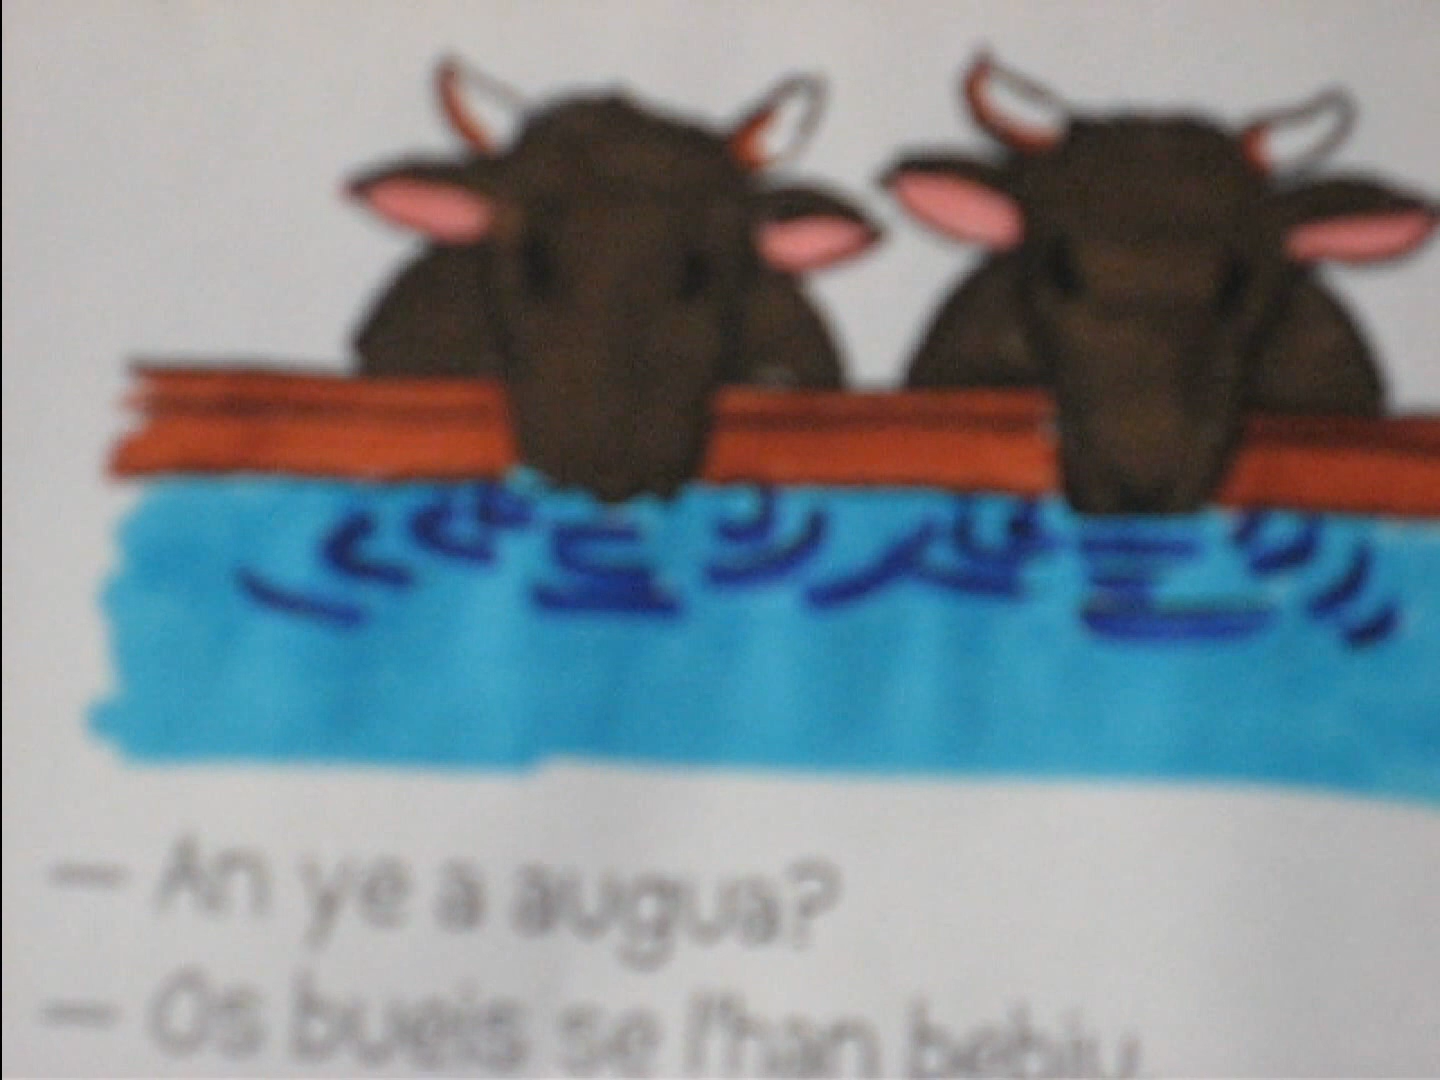 — An ye a augua?
— Os bueis se l'han bebiu